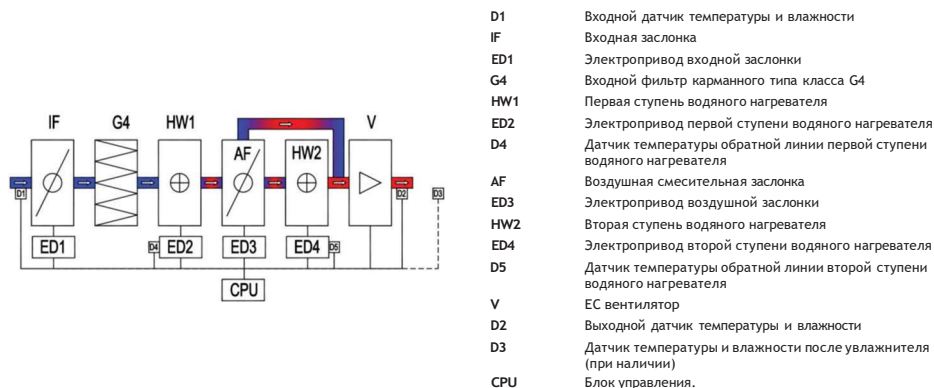 IF G4 HW1 V
AF HW2
D1 D2 D3
D4 D5
ED1 ED2 ED3 ED4
CPU
D1 Входной датчик температуры и влажности
IF Входная заслонка
ED1 Электропривод входной заслонки
G4 Входной фильтр карманного типа класса G4
HW1 Первая ступень водяного нагревателя
ED2 Электропривод первой ступени водяного нагревателя
D4 Датчик температуры обратной линии первой ступени
водяного нагревателя
AF Воздушная смесительная заслонка
ED3 Электропривод воздушной заслонки
HW2 Вторая ступень водяного нагревателя
ED4 Электропривод второй ступени водяного нагревателя
D5 Датчик температуры обратной линии второй ступени
водяного нагревателя
V ЕС вентилятор
D2 Выходной датчик температуры и влажности
D3 Датчик температуры и влажности после увлажнителя
(при наличии)
CPU Блок управления.